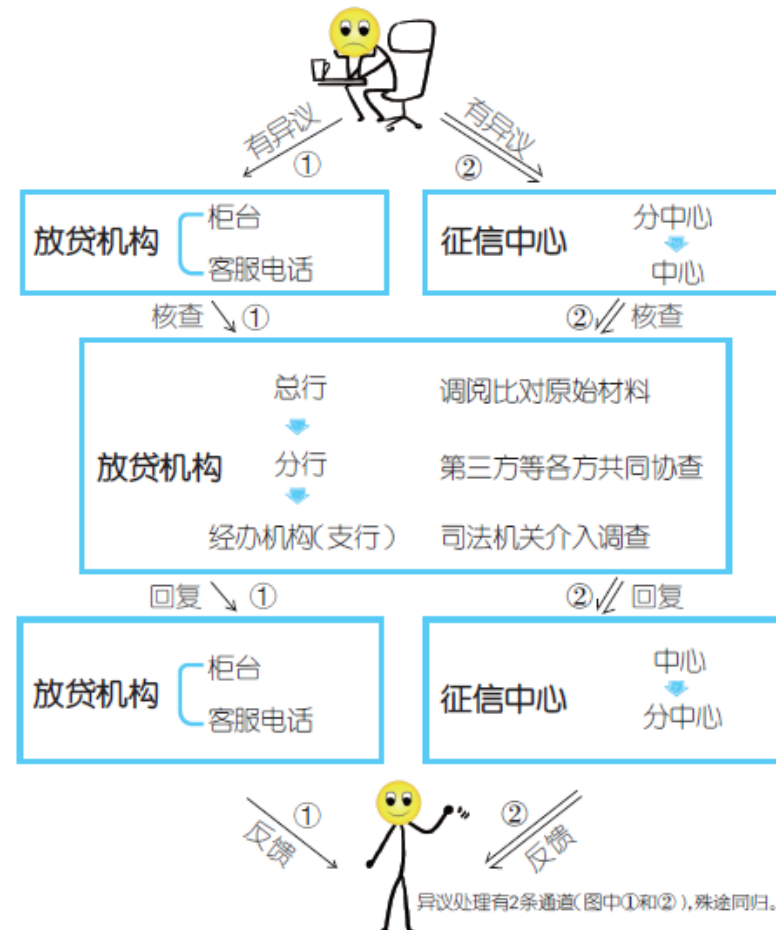 有异议
①
有异议
②
放贷机构
柜台
客服电话
征信中心
分中心
中心
核查 ①
② 核查
放贷机构
总行
分行
经办机构(支行)
调阅比对原始材料
第三方等各方共同协查
司法机关介入调查
回复 ①
② 回复
放贷机构
柜台
客服电话
征信中心
中心
分中心
①
反馈
②
反馈
异议处理有2条通道(图中①和②),殊途同归。